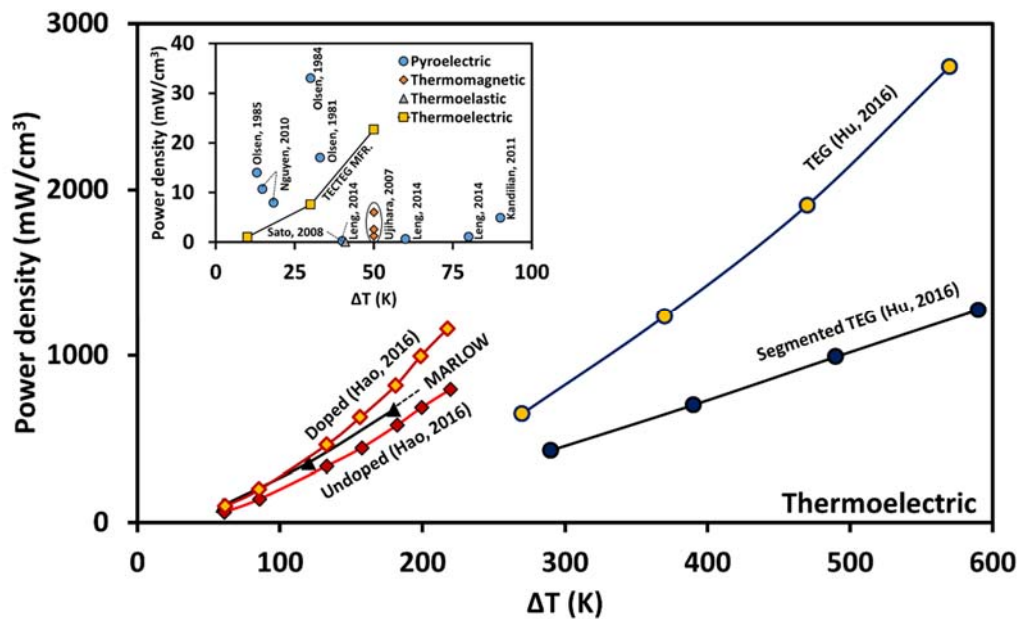 3000
2000
1000
0
Power density (mW/cm³)
0
100
200
300
400
500
600
ΔT (K)
40
30
20
10
0
Power density (mW/cm³)
0
25
50
75
100
ΔT (K)
Pyroelectric
Thermomagnetic
Thermoelastic
Thermoelectric
Olsen, 1985
Nguyen, 2010
Olsen, 1984
Olsen, 1981
TECTEG MFR.
Sato, 2008
Leng, 2014
Ujihara, 2007
Leng, 2014
Leng, 2014
Kandilian, 2011
Doped (Hao, 2016)
MARLOW
Undoped (Hao, 2016)
TEG (Hu, 2016)
Segmented TEG (Hu, 2016)
Thermoelectric